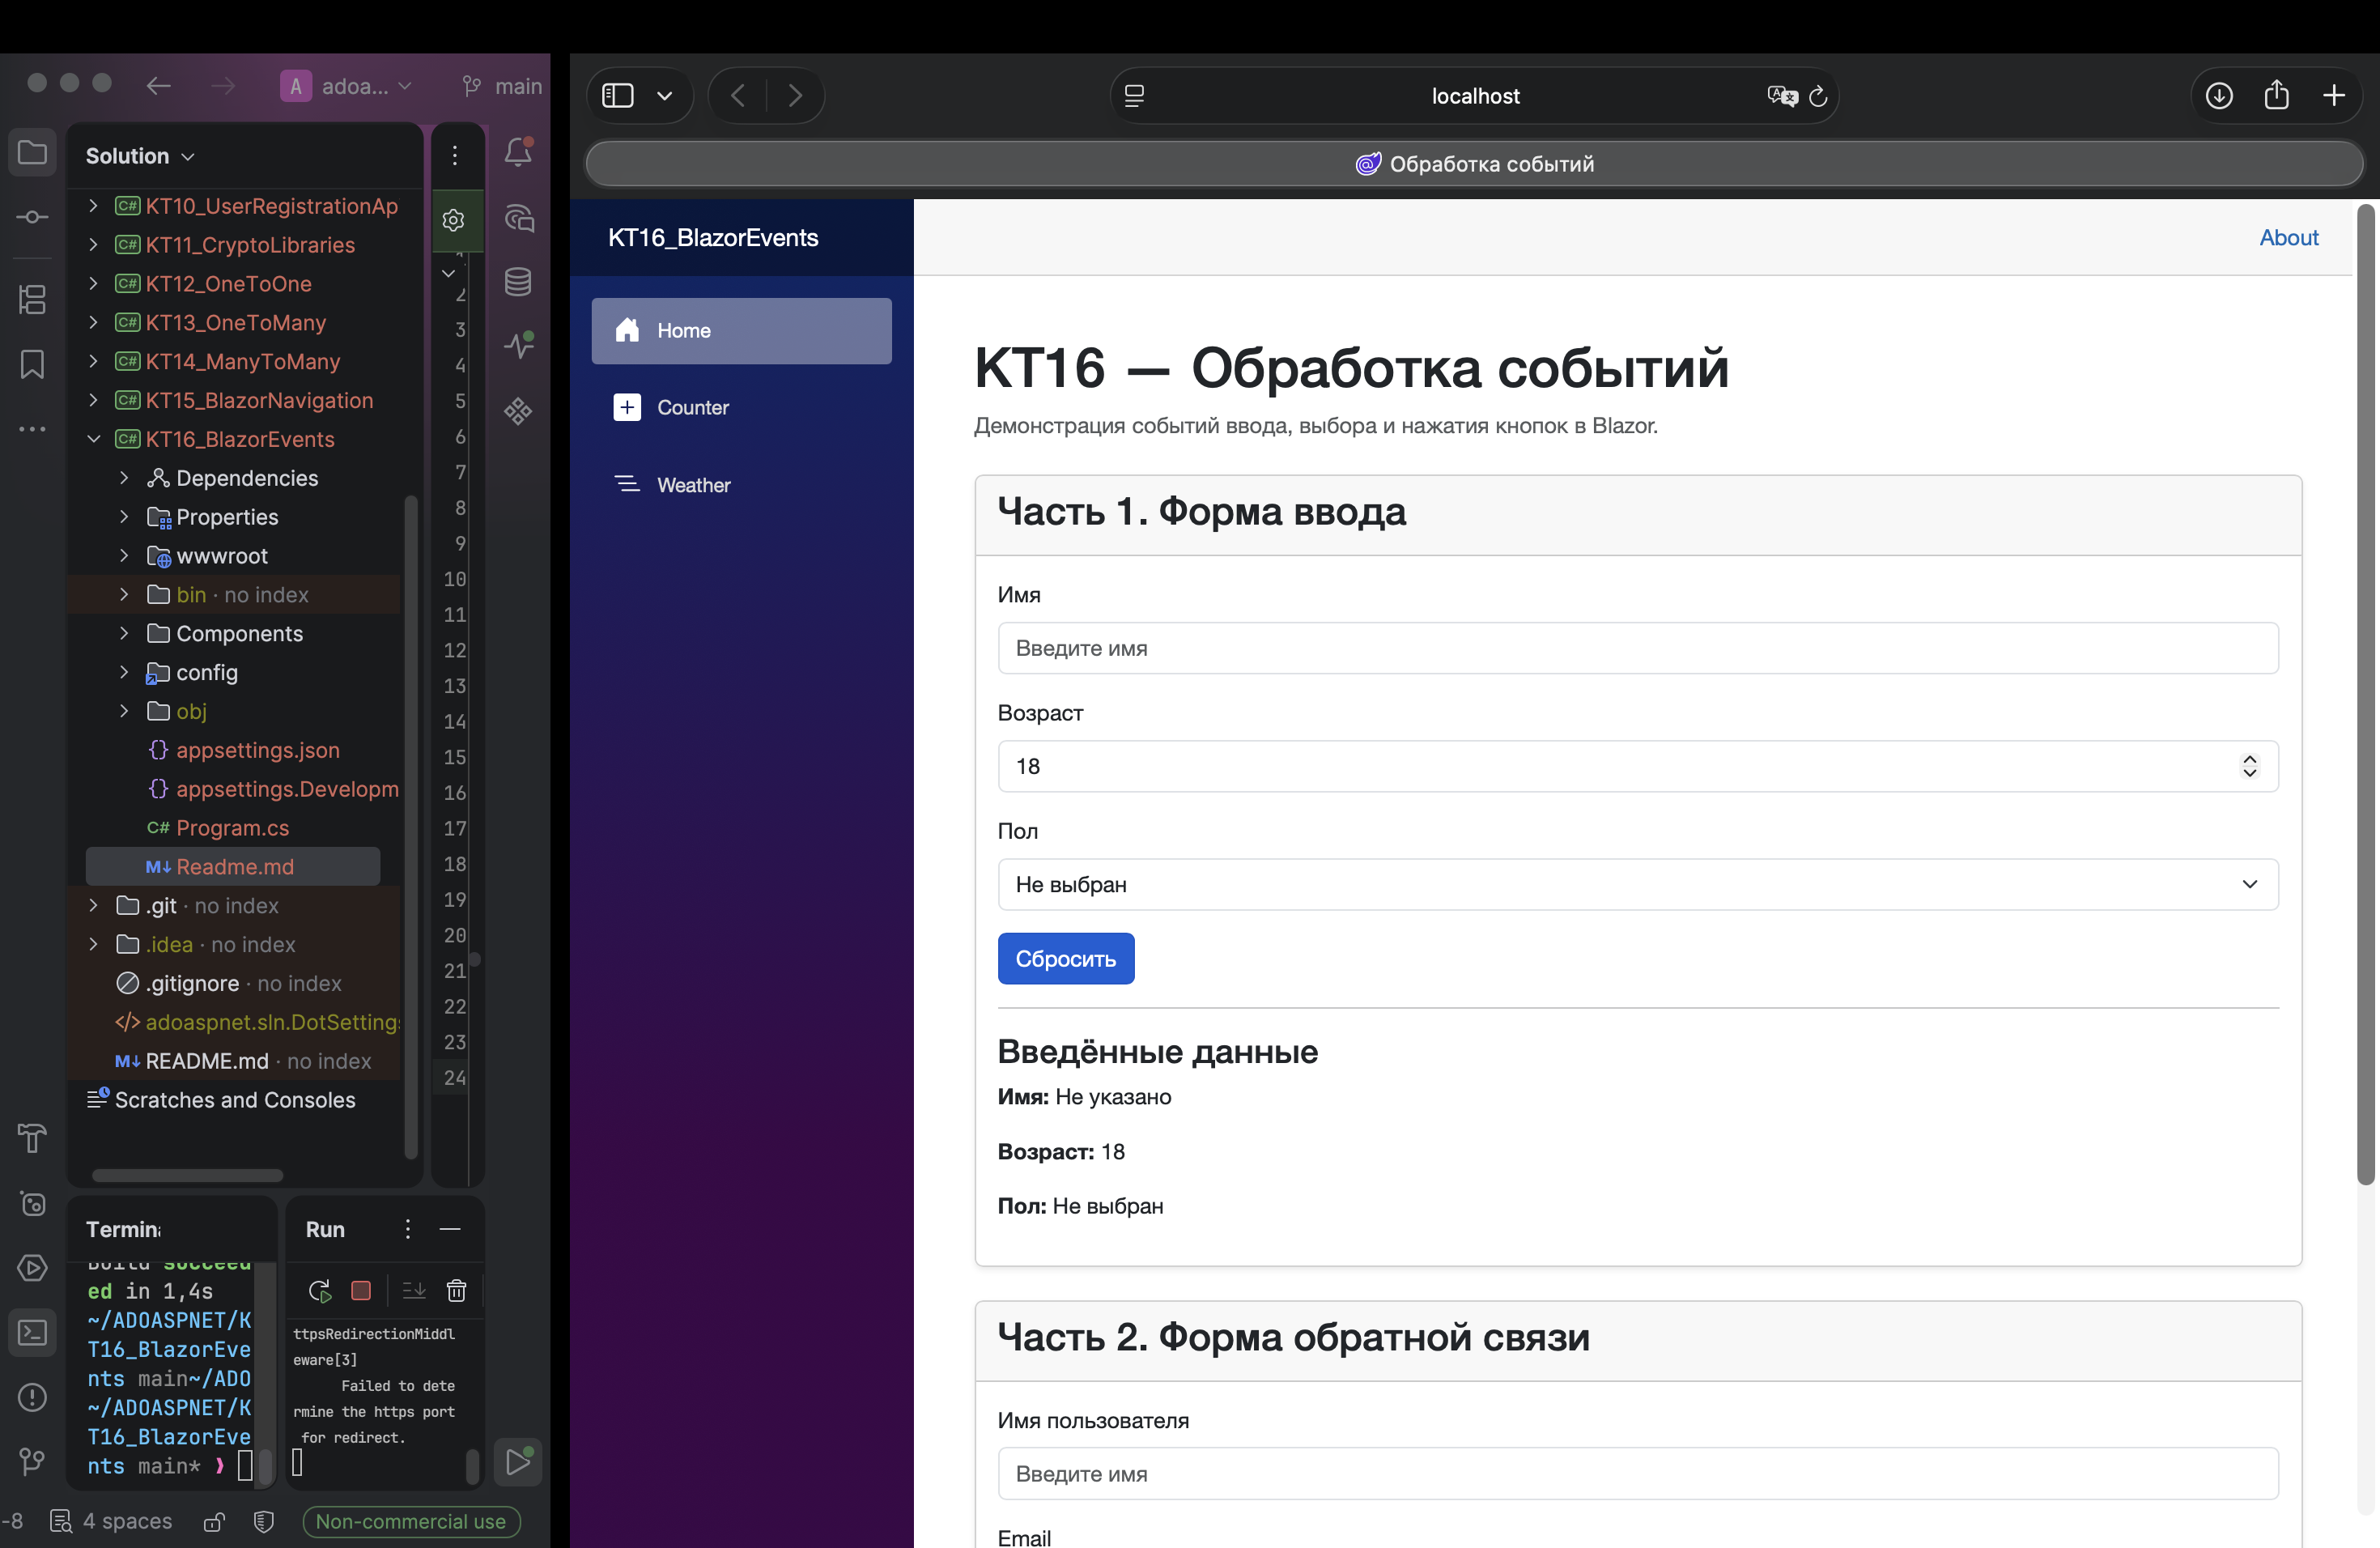 A adoa... main
Solution
KT10_UserRegistrationAp
KT11_CryptoLibraries
KT12_OneToOne
KT13_OneToMany
KT14_ManyToMany
KT15_BlazorNavigation
KT16_BlazorEvents
Dependencies
Properties
wwwroot
bin · no index
Components
config
obj
appsettings.json
appsettings.Developm
C# Program.cs
M↓ Readme.md
.git · no index
.idea · no index
.gitignore · no index
</> adoaspnet.sln.DotSettings
M↓ README.md · no index
Scratches and Consoles
2
3
4
5
6
7
8
9
10
11
12
13
14
15
16
17
18
19
20
21
22
23
24
Termina
Build succeed
ed in 1,4s
~/ADOASPNET/K
T16_BlazorEve
nts main~/ADO
~/ADOASPNET/K
T16_BlazorEve
nts main* ❯
Run
ttpsRedirectionMiddl
eware[3]
Failed to dete
rmine the https port
for redirect.
-8 4 spaces Non-commercial use
localhost
Обработка событий
KT16_BlazorEvents
Home
Counter
Weather
About
КТ16 — Обработка событий
Демонстрация событий ввода, выбора и нажатия кнопок в Blazor.
Часть 1. Форма ввода
Имя
Введите имя
Возраст
18
Пол
Не выбран
Сбросить
Введённые данные
Имя: Не указано
Возраст: 18
Пол: Не выбран
Часть 2. Форма обратной связи
Имя пользователя
Введите имя
Email